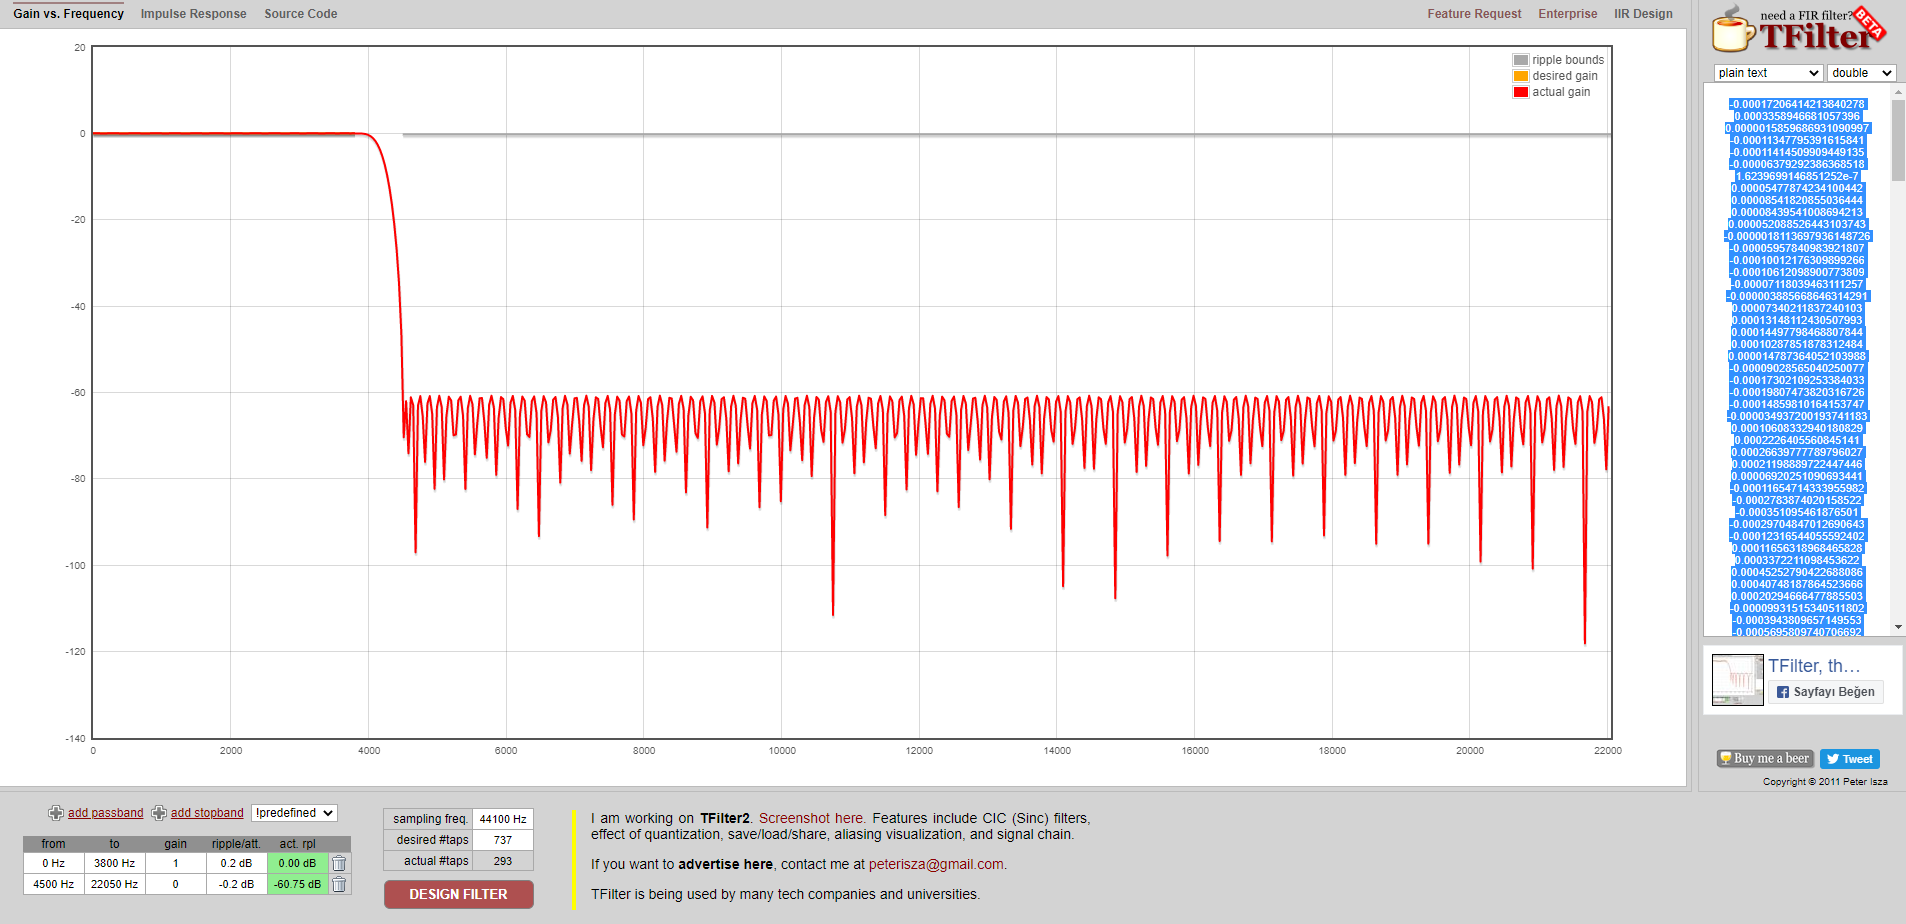 Gain vs. Frequency Impulse Response Source Code
Feature Request Enterprise IIR Design
need a FIR filter?
BETA
TFilter
plain text double
20
0
-20
-40
-60
-80
-100
-120
-140
0 2000 4000 6000 8000 10000 12000 14000 16000 18000 20000 22000
ripple bounds
desired gain
actual gain
-0.00017206414213840278
0.0003358946681057396
0.0000015859686931090997
-0.00011347795391615841
-0.00011414509909449135
-0.00006379292386368518
1.6239699146851252e-7
0.00005477874234100442
0.00008541820855036444
0.00008439541008694213
0.000052088526443103743
-0.0000018113697936148726
-0.00005957840983921807
-0.00010012176309899266
-0.00010612098900773809
-0.00007118039463111257
-0.000003885668646314291
0.00007340211837240103
0.00013148112430507993
0.00014497798468807844
0.00010287851878312484
0.000014787364052103988
-0.00009028565040250077
-0.00017302109253384033
-0.00019807473820316726
-0.00014859810164153747
-0.000034937200193741183
0.00010608332940180829
0.0002226405560845141
0.00026639777789796027
0.00021198889722447446
0.00006920251090693441
-0.00011654714333955982
-0.0002783874020158522
-0.000351095461876501
-0.00029704847012690643
-0.00012316544055592402
0.00011656318968465828
0.0003372211098453622
0.00045252790422688086
0.00040748187864523666
0.00020294666477885503
-0.00009931515340511802
-0.0003943809657149553
-0.0005695809740706692
TFilter, th…
Sayfayı Beğen
Buy me a beer Tweet
Copyright © 2011 Peter Isza
add passband add stopband !predefined
from to gain ripple/att. act. rpl
0 Hz 3800 Hz 1 0.2 dB 0.00 dB
4500 Hz 22050 Hz 0 -0.2 dB -60.75 dB
sampling freq. 44100 Hz
desired #taps 737
actual #taps 293
DESIGN FILTER
I am working on TFilter2. Screenshot here. Features include CIC (Sinc) filters,
effect of quantization, save/load/share, aliasing visualization, and signal chain.
If you want to advertise here, contact me at peterisza@gmail.com.
TFilter is being used by many tech companies and universities.